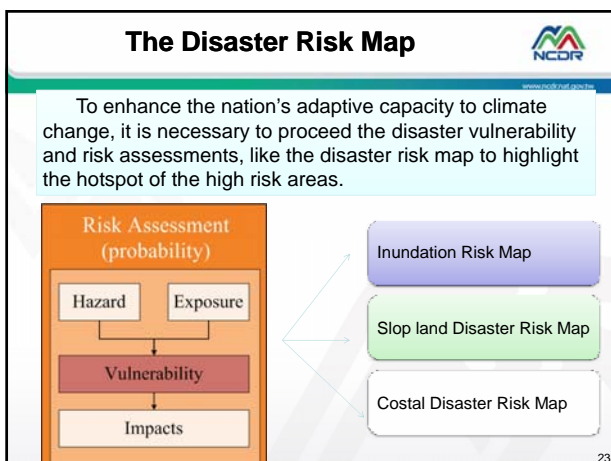 The Disaster Risk Map
NCDR
www.ncdr.nat.gov.tw
To enhance the nation's adaptive capacity to climate
change, it is necessary to proceed the disaster vulnerability
and risk assessments, like the disaster risk map to highlight
the hotspot of the high risk areas.
Risk Assessment
(probability)
Hazard
Exposure
Vulnerability
Impacts
Inundation Risk Map
Slop land Disaster Risk Map
Costal Disaster Risk Map
23